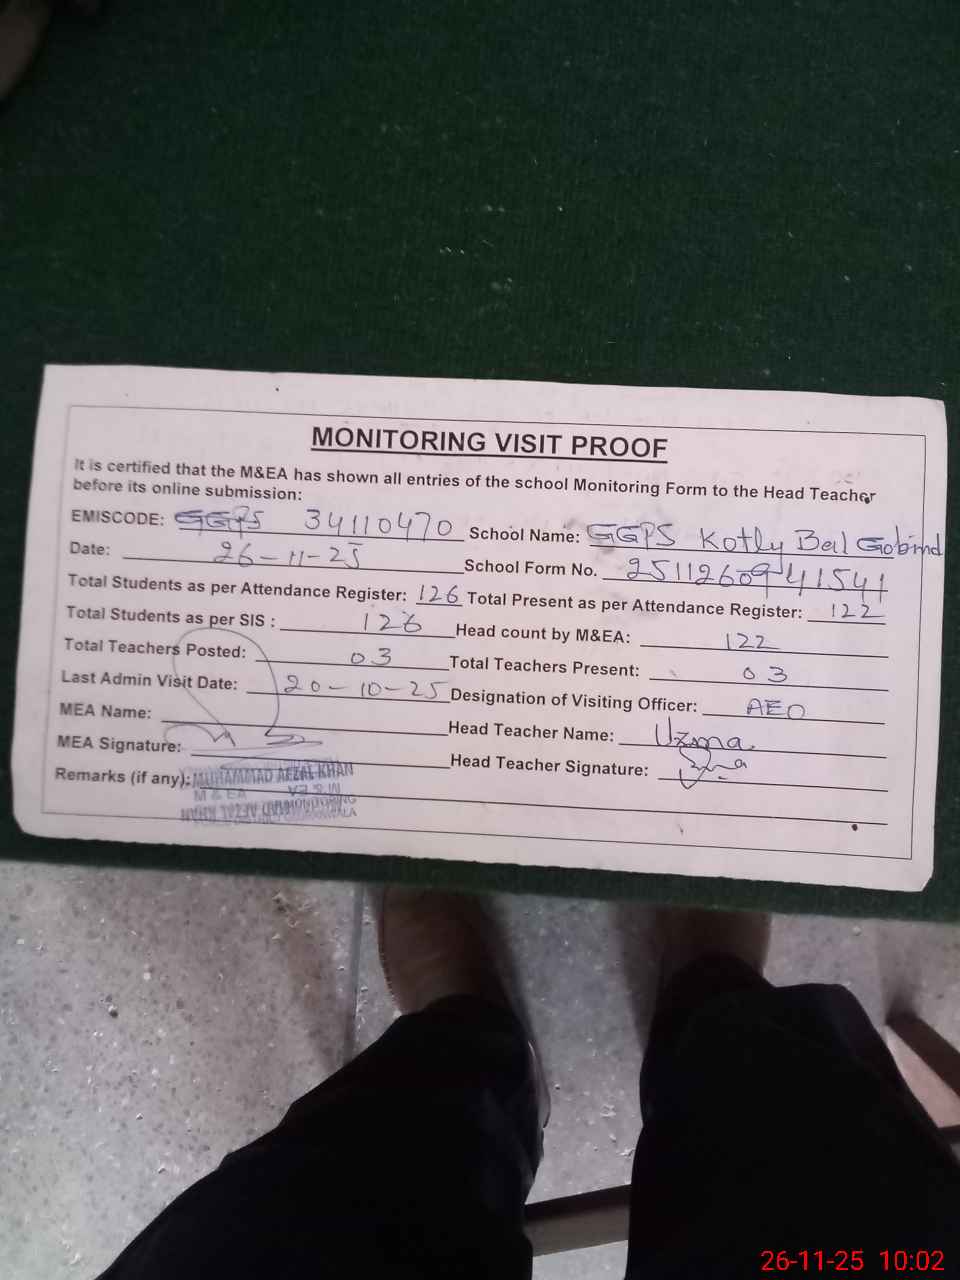 MONITORING VISIT PROOF
It is certified that the M&EA has shown all entries of the school Monitoring Form to the Head Teacher
before its online submission:
EMISCODE: GGPS 34110470 School Name: GGPS Kotly Bal Gobind
Date: 26-11-25 School Form No. 2511260941541
Total Students as per Attendance Register: 126 Total Present as per Attendance Register: 122
Total Students as per SIS : 126 Head count by M&EA: 122
Total Teachers Posted: 03 Total Teachers Present: 03
Last Admin Visit Date: 20-10-25 Designation of Visiting Officer: AEO
MEA Name: Head Teacher Name: Uzma.
MEA Signature: Head Teacher Signature:
Remarks (if any): MUHAMMAD AFZAL KHAN
M & EA
26-11-25 10:02